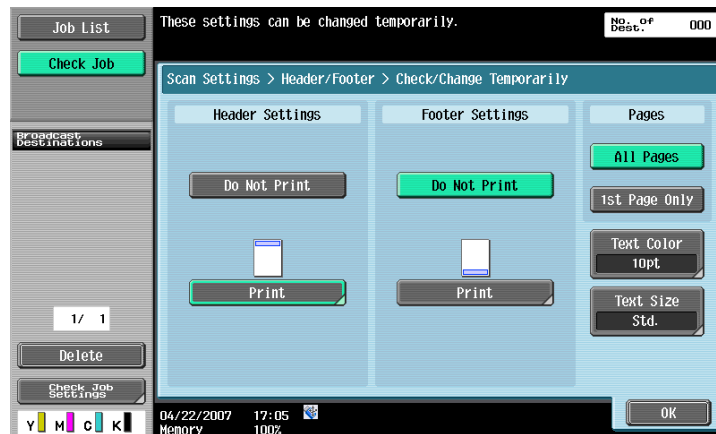 Job List
These settings can be changed temporarily.
No. of
Dest.
000
Check Job
Scan Settings > Header/Footer > Check/Change Temporarily
Header Settings
Footer Settings
Pages
Broadcast
Destinations
All Pages
Do Not Print
Do Not Print
1st Page Only
Text Color
10pt
Print
Print
Text Size
Std.
1/ 1
Delete
Check Job
Settings
OK
04/22/2007 17:05
Memory 100%
Y M C K